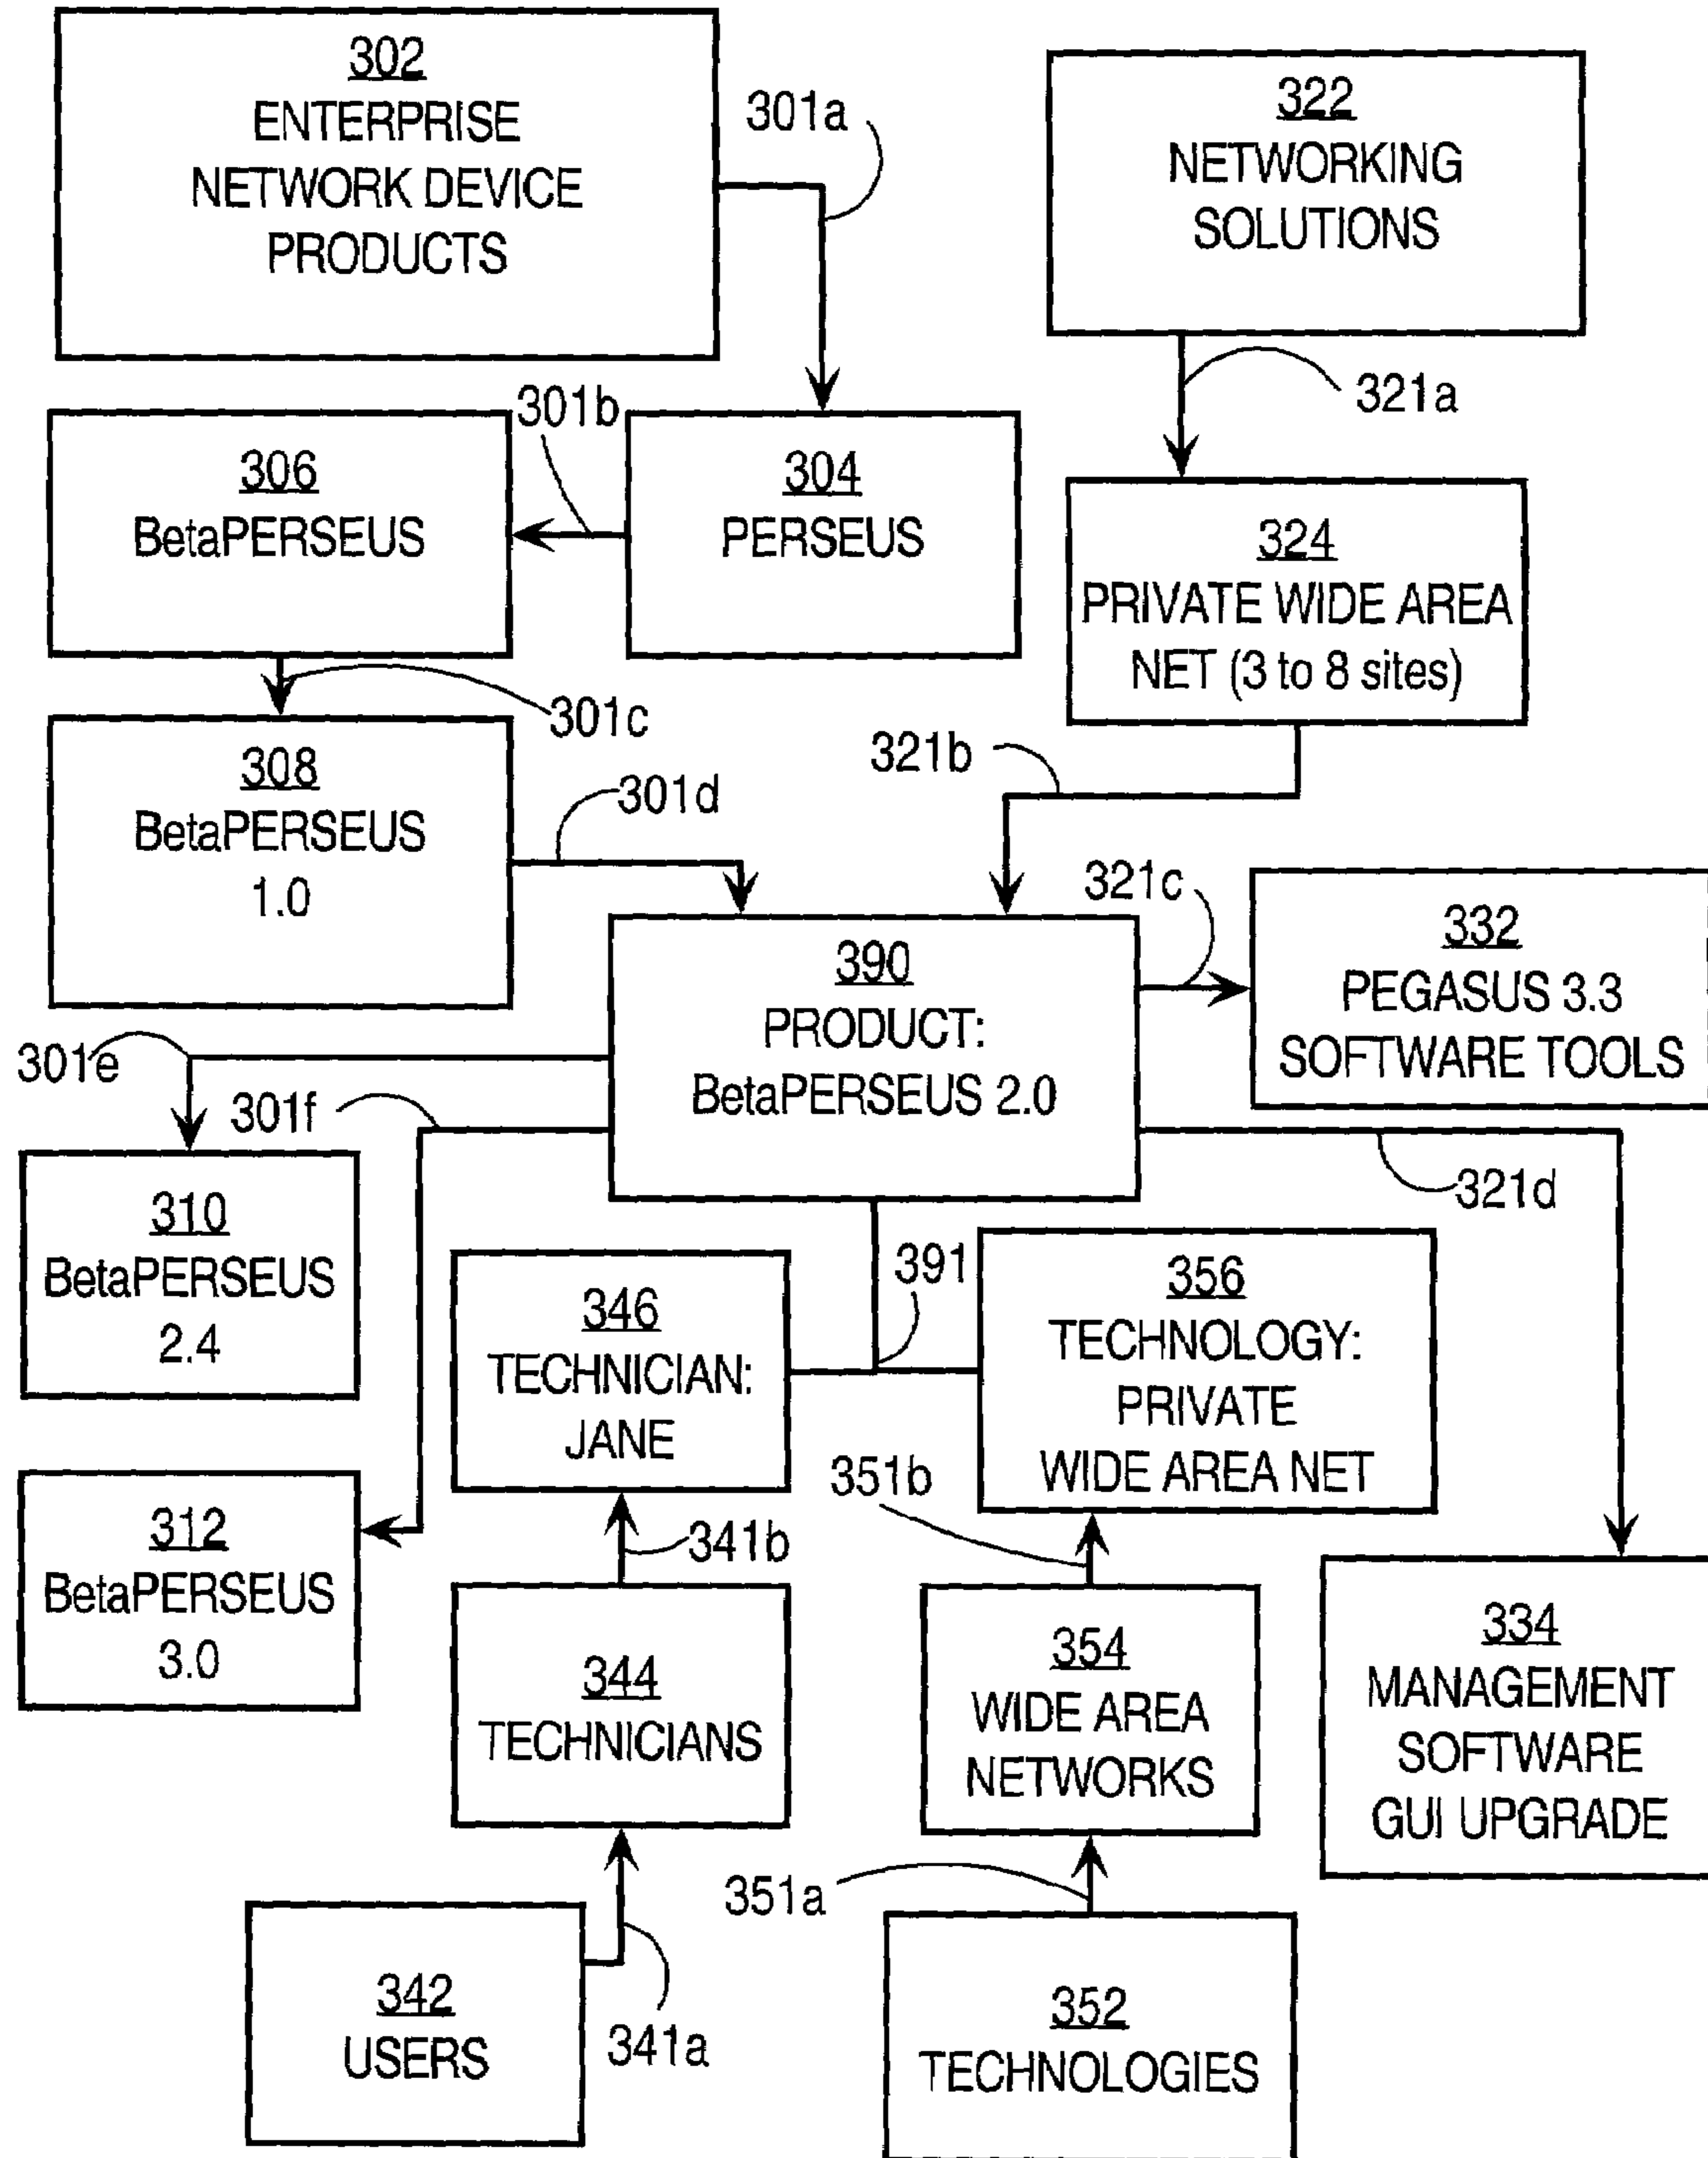 302
ENTERPRISE
NETWORK DEVICE
PRODUCTS
301a
322
NETWORKING
SOLUTIONS
321a
301b
306
BetaPERSEUS
304
PERSEUS
324
PRIVATE WIDE AREA
NET (3 to 8 sites)
301c
308
BetaPERSEUS
1.0
301d
321b
321c
390
PRODUCT:
BetaPERSEUS 2.0
332
PEGASUS 3.3
SOFTWARE TOOLS
301e
301f
321d
310
BetaPERSEUS
2.4
346
TECHNICIAN:
JANE
391
356
TECHNOLOGY:
PRIVATE
WIDE AREA NET
351b
312
BetaPERSEUS
3.0
341b
344
TECHNICIANS
354
WIDE AREA
NETWORKS
334
MANAGEMENT
SOFTWARE
GUI UPGRADE
351a
342
USERS
341a
352
TECHNOLOGIES